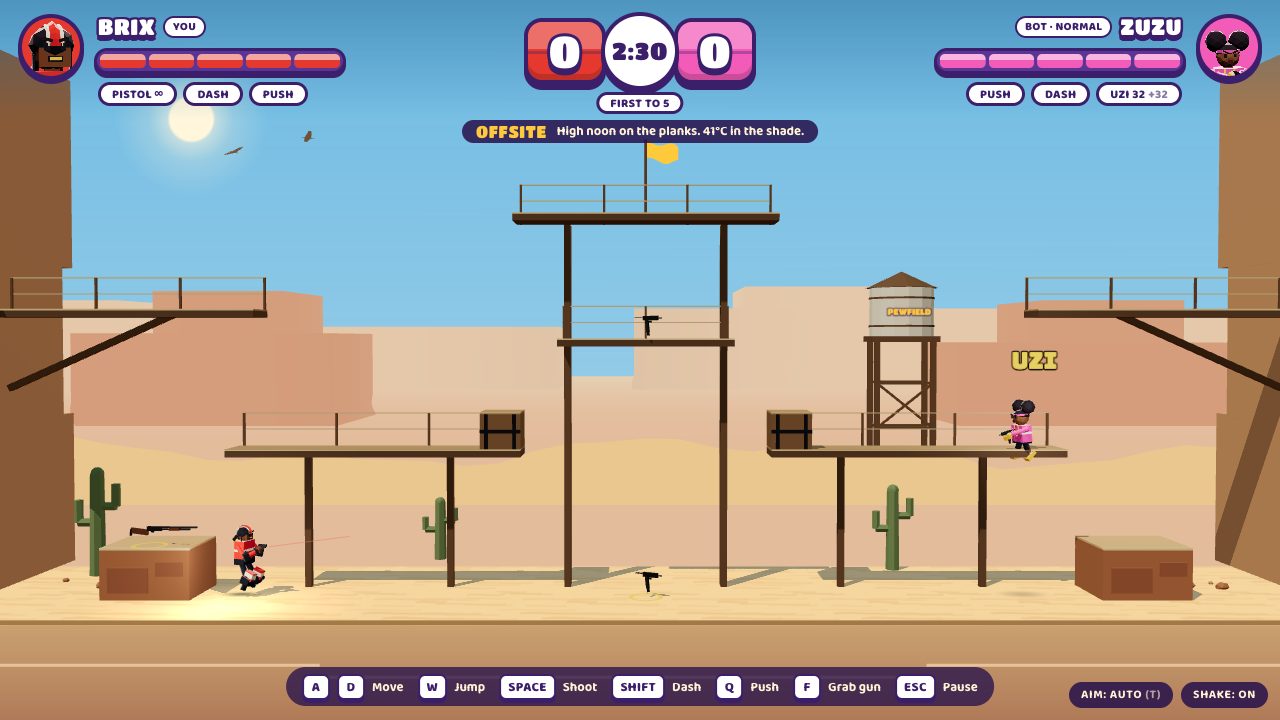 BRIX YOU
PISTOL ∞ DASH PUSH
0 2:30 0
FIRST TO 5
BOT · NORMAL ZUZU
PUSH DASH UZI 32 +32
OFFSITE High noon on the planks. 41°C in the shade.
PEWFIELD
UZI
A D Move W Jump SPACE Shoot SHIFT Dash Q Push F Grab gun ESC Pause
AIM: AUTO (T) SHAKE: ON